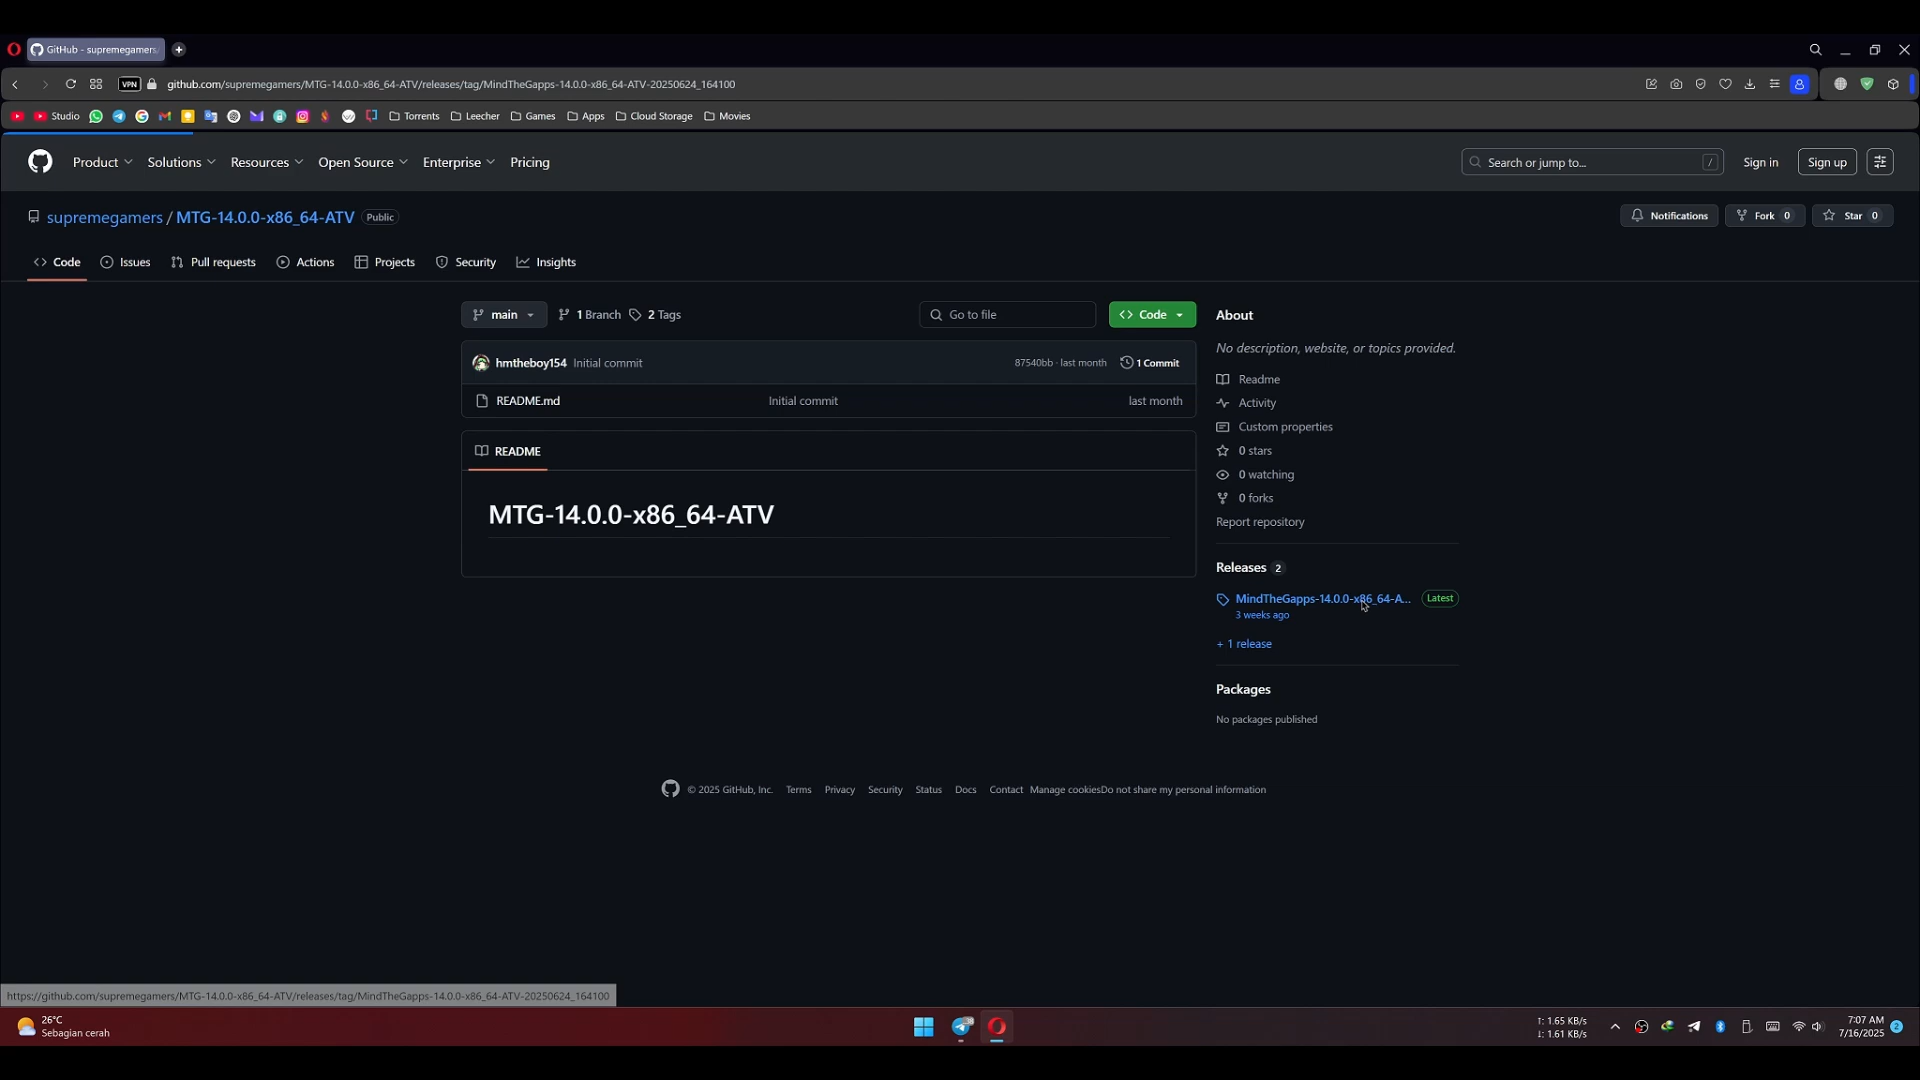 GitHub - supremegamers
VPN
github.com/supremegamers/MTG-14.0.0-x86_64-ATV/releases/tag/MindTheGapps-14.0.0-x86_64-ATV-20250624_164100
Studio Torrents Leecher Games Apps Cloud Storage Movies
Product Solutions Resources Open Source Enterprise Pricing
Search or jump to... / Sign in Sign up
supremegamers / MTG-14.0.0-x86_64-ATV Public
Notifications Fork 0 Star 0
Code Issues Pull requests Actions Projects Security Insights
main 1 Branch 2 Tags Go to file Code
hmtheboy154 Initial commit 87540bb · last month 1 Commit
README.md Initial commit last month
README
MTG-14.0.0-x86_64-ATV
About
No description, website, or topics provided.
Readme
Activity
Custom properties
0 stars
0 watching
0 forks
Report repository
Releases 2
MindTheGapps-14.0.0-x86_64-A... Latest
3 weeks ago
+ 1 release
Packages
No packages published
© 2025 GitHub, Inc. Terms Privacy Security Status Docs Contact Manage cookies Do not share my personal information
https://github.com/supremegamers/MTG-14.0.0-x86_64-ATV/releases/tag/MindTheGapps-14.0.0-x86_64-ATV-20250624_164100
26°C
Sebagian cerah
↑: 1.65 KB/s
↓: 1.61 KB/s
7:07 AM
7/16/2025
2